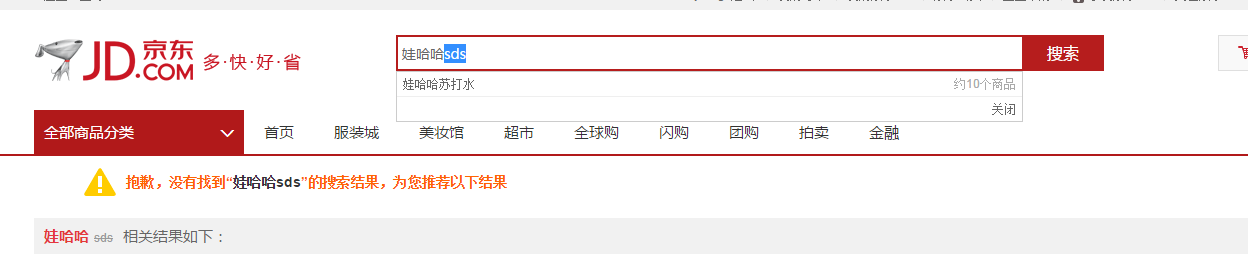 JD.COM 京东
多·快·好·省
娃哈哈sds
搜索
娃哈哈苏打水 约10个商品
关闭
全部商品分类 首页 服装城 美妆馆 超市 全球购 闪购 团购 拍卖 金融
抱歉，没有找到“娃哈哈sds”的搜索结果，为您推荐以下结果
娃哈哈 sds 相关结果如下：